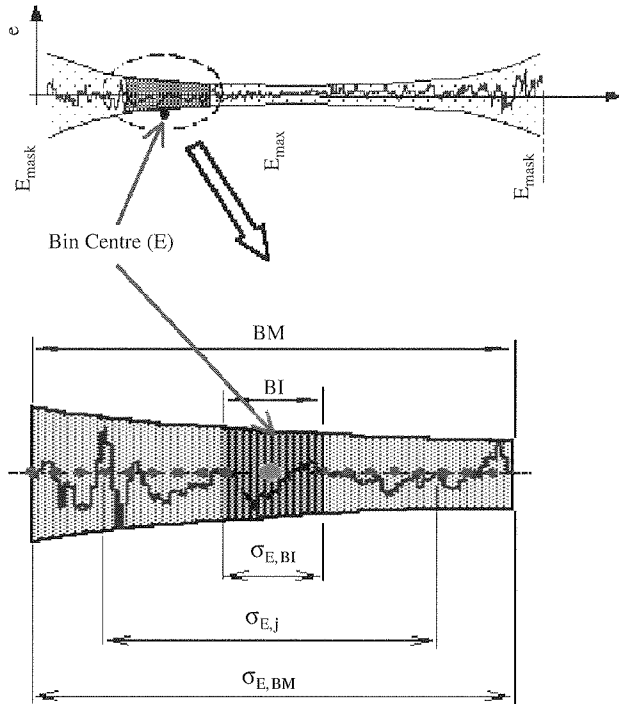 e
E_mask
E_max
E_mask
Bin Centre (E)
BM
BI
σ_E,BI
σ_E,j
σ_E,BM